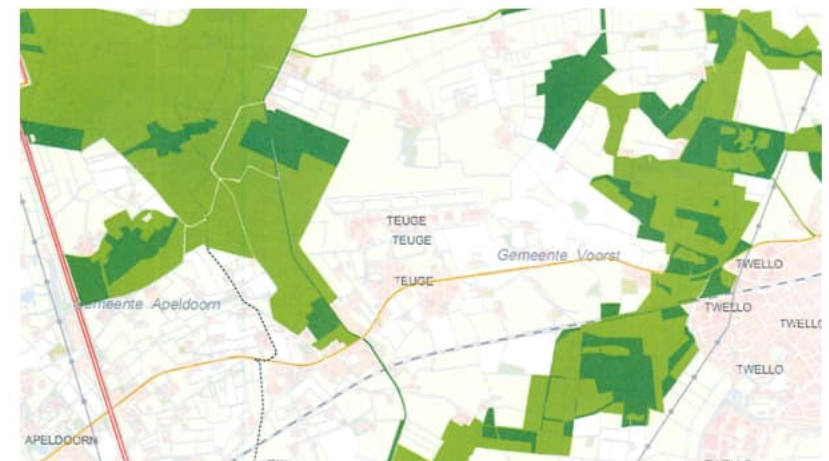 TEUGE
TEUGE
Gemeente Voorst
TWELLO
TEUGE
Gemeente Apeldoorn
TWELLO
TWELLO
TWELLO
APELDOORN